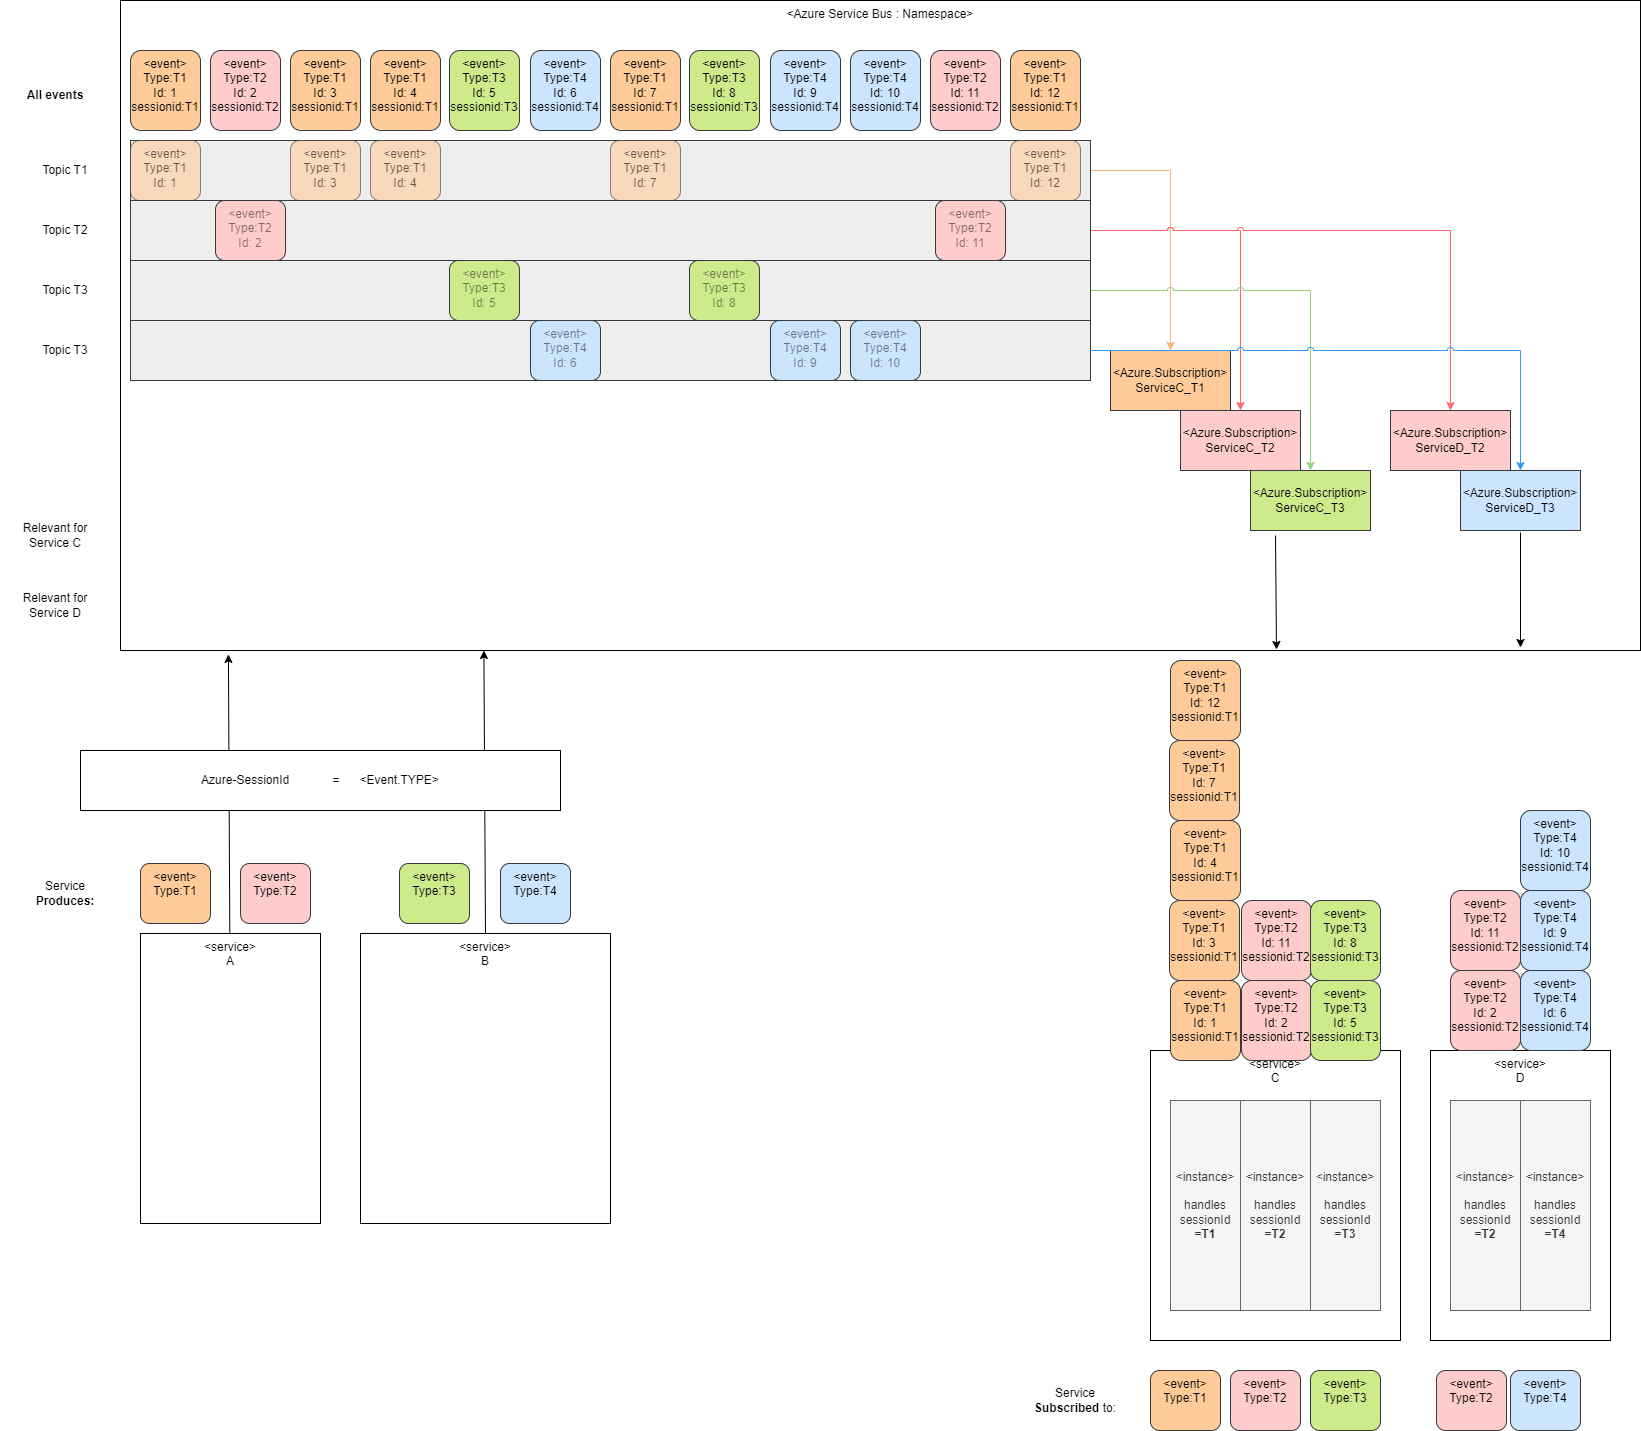 <Azure Service Bus : Namespace>
All events
<event>
Type:T1
Id: 1
sessionid:T1
<event>
Type:T2
Id: 2
sessionid:T2
<event>
Type:T1
Id: 3
sessionid:T1
<event>
Type:T1
Id: 4
sessionid:T1
<event>
Type:T3
Id: 5
sessionid:T3
<event>
Type:T4
Id: 6
sessionid:T4
<event>
Type:T1
Id: 7
sessionid:T1
<event>
Type:T3
Id: 8
sessionid:T3
<event>
Type:T4
Id: 9
sessionid:T4
<event>
Type:T4
Id: 10
sessionid:T4
<event>
Type:T2
Id: 11
sessionid:T2
<event>
Type:T1
Id: 12
sessionid:T1
Topic T1
<event>
Type:T1
Id: 1
<event>
Type:T1
Id: 3
<event>
Type:T1
Id: 4
<event>
Type:T1
Id: 7
<event>
Type:T1
Id: 12
Topic T2
<event>
Type:T2
Id: 2
<event>
Type:T2
Id: 11
Topic T3
<event>
Type:T3
Id: 5
<event>
Type:T3
Id: 8
Topic T3
<event>
Type:T4
Id: 6
<event>
Type:T4
Id: 9
<event>
Type:T4
Id: 10
<Azure.Subscription>
ServiceC_T1
<Azure.Subscription>
ServiceC_T2
<Azure.Subscription>
ServiceD_T2
<Azure.Subscription>
ServiceC_T3
<Azure.Subscription>
ServiceD_T3
Relevant for
Service C
Relevant for
Service D
Azure-SessionId = <Event.TYPE>
Service
Produces:
<event>
Type:T1
<event>
Type:T2
<event>
Type:T3
<event>
Type:T4
<service>
A
<service>
B
<event>
Type:T1
Id: 12
sessionid:T1
<event>
Type:T1
Id: 7
sessionid:T1
<event>
Type:T1
Id: 4
sessionid:T1
<event>
Type:T1
Id: 3
sessionid:T1
<event>
Type:T1
Id: 1
sessionid:T1
<event>
Type:T2
Id: 11
sessionid:T2
<event>
Type:T2
Id: 2
sessionid:T2
<event>
Type:T3
Id: 8
sessionid:T3
<event>
Type:T3
Id: 5
sessionid:T3
<event>
Type:T2
Id: 11
sessionid:T2
<event>
Type:T2
Id: 2
sessionid:T2
<event>
Type:T4
Id: 10
sessionid:T4
<event>
Type:T4
Id: 9
sessionid:T4
<event>
Type:T4
Id: 6
sessionid:T4
<service>
C
<instance>
handles
sessionId
=T1
<instance>
handles
sessionId
=T2
<instance>
handles
sessionId
=T3
<service>
D
<instance>
handles
sessionId
=T2
<instance>
handles
sessionId
=T4
Service
Subscribed to:
<event>
Type:T1
<event>
Type:T2
<event>
Type:T3
<event>
Type:T2
<event>
Type:T4